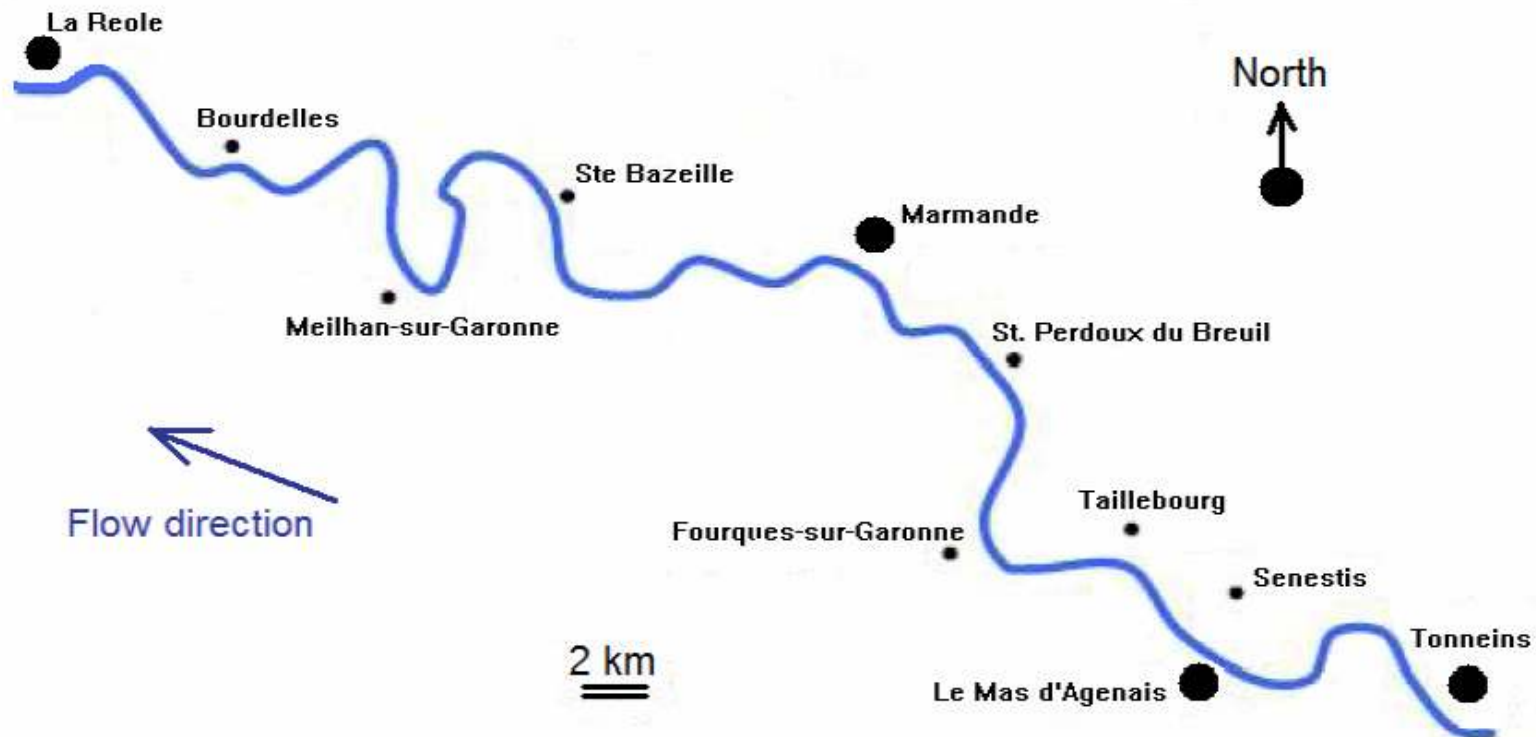 La Reole
North
Bourdelles
Ste Bazeille
Marmande
Meilhan-sur-Garonne
St. Perdoux du Breuil
Flow direction
Taillebourg
Fourques-sur-Garonne
Senestis
2 km
Tonneins
Le Mas d'Agenais